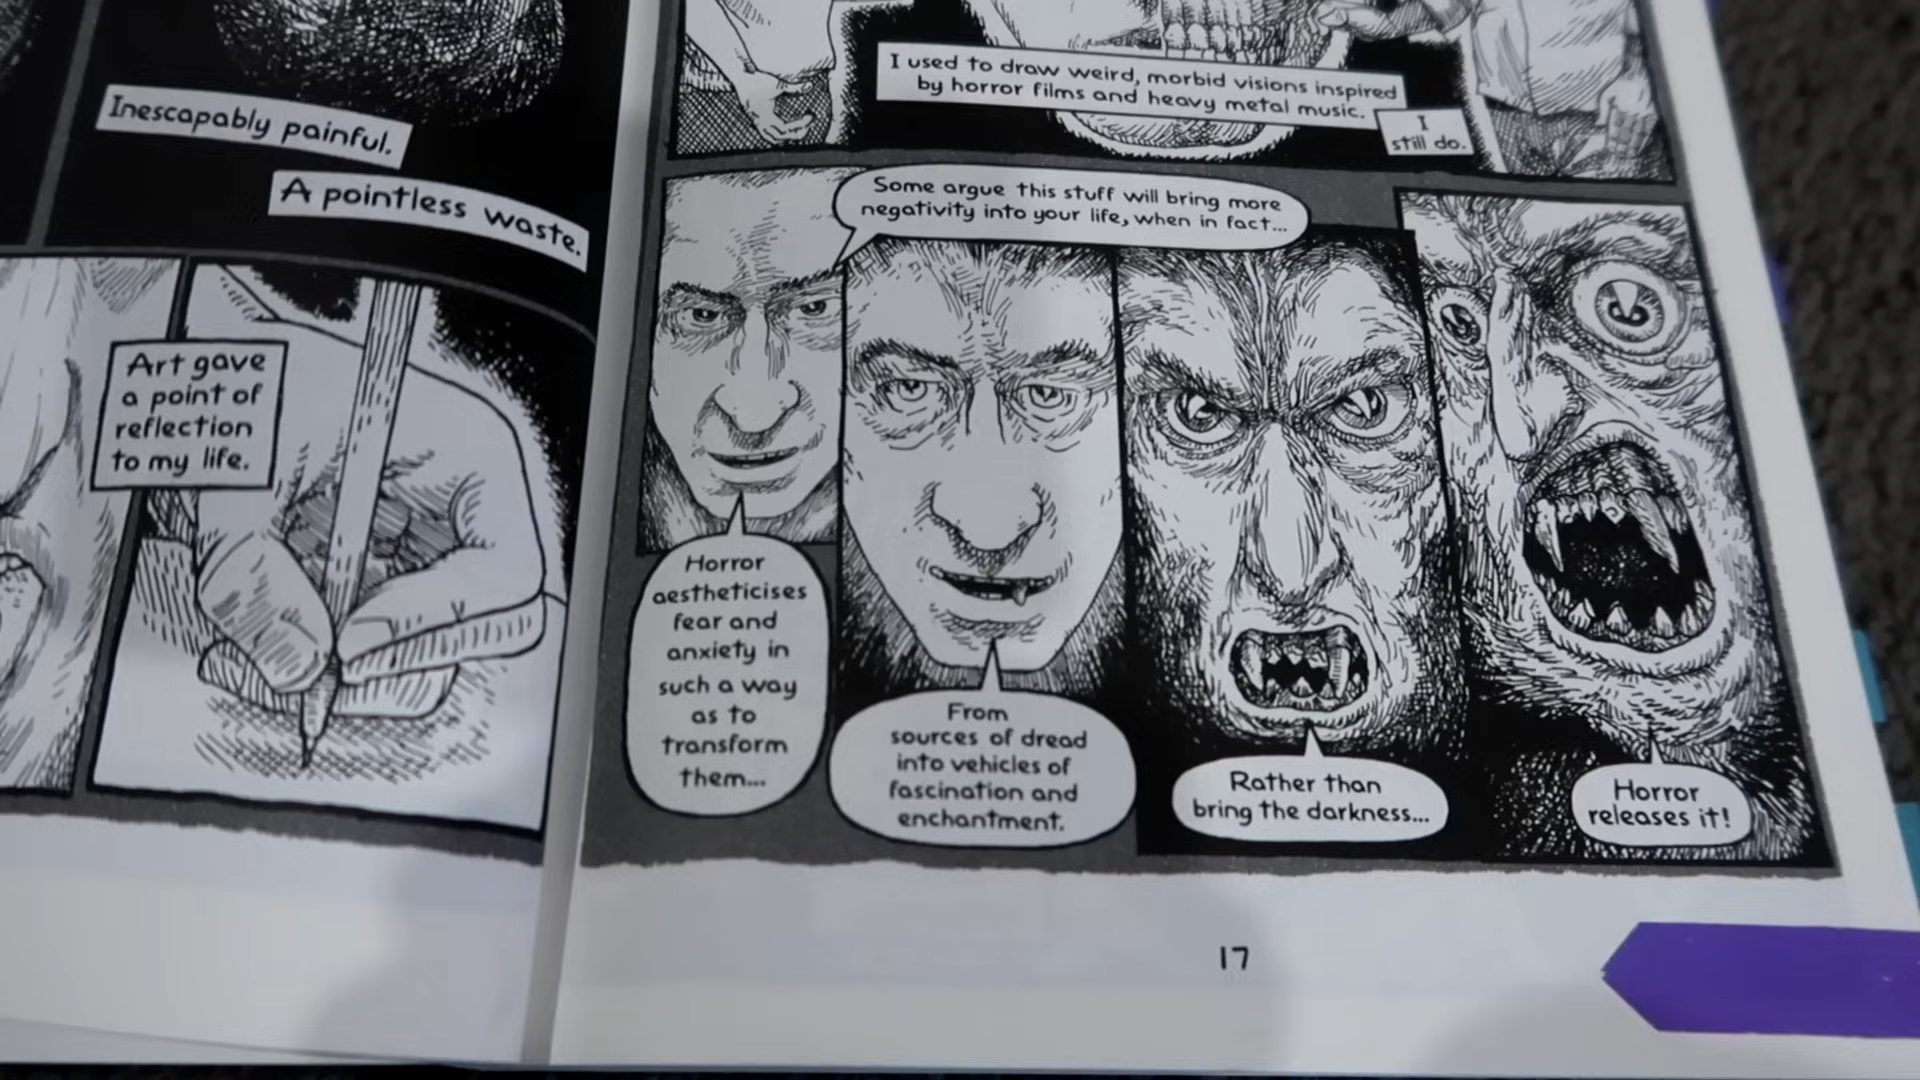 Inescapably painful.
A pointless waste.
Art gave
a point of
reflection
to my life.
I used to draw weird, morbid visions inspired
by horror films and heavy metal music.
I
still do.
Some argue this stuff will bring more
negativity into your life, when in fact...
Horror
aestheticises
fear and
anxiety in
such a way
as to
transform
them...
From
sources of dread
into vehicles of
fascination and
enchantment.
Rather than
bring the darkness...
Horror
releases it!
17